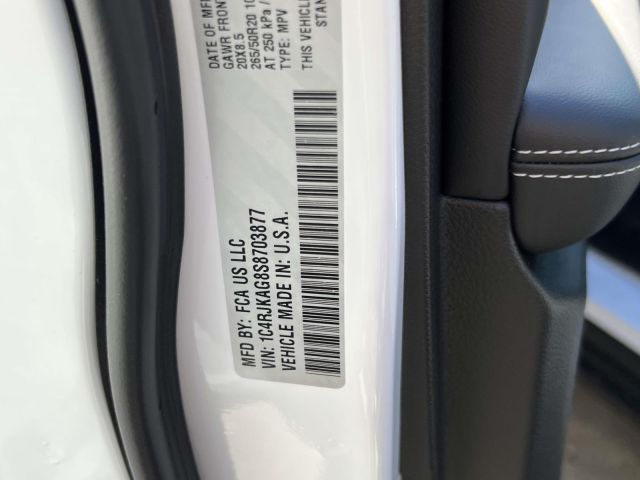 DATE OF MFR
GAWR FRONT
20X8.5
265/50R20 10
AT 250 kPa /
TYPE: MPV
THIS VEHICLE
STAN
MFD BY: FCA US LLC
VIN: 1C4RJKAG8S8703877
VEHICLE MADE IN: U.S.A.